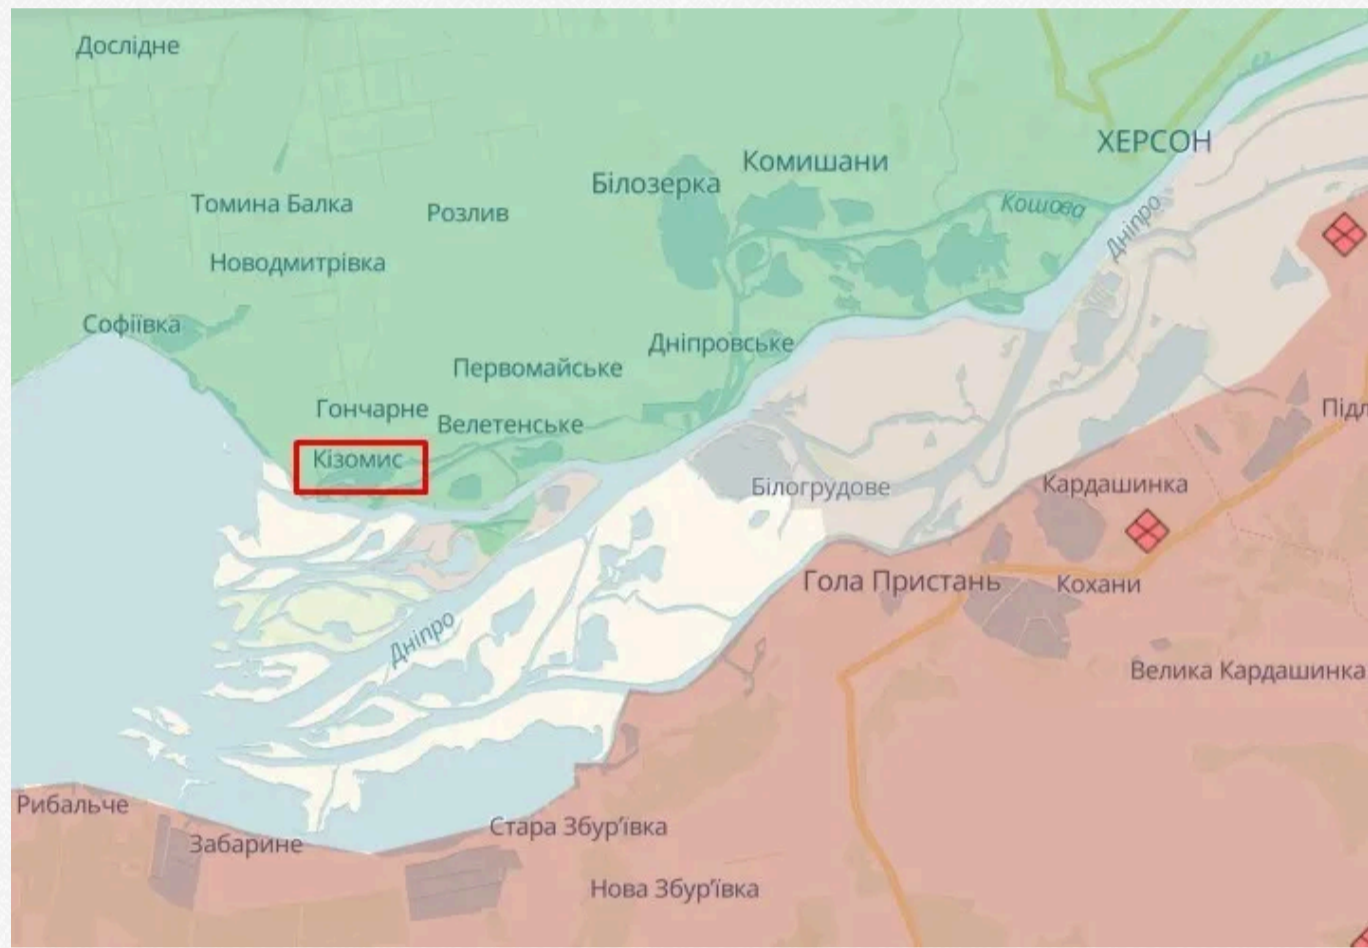 Дослідне
ХЕРСОН
Комишани
Білозерка
Томина Балка
Розлив
Кошова
Дніпро
Новодмитрівка
Софіївка
Дніпровське
Первомайське
Гончарне
Велетенське
Підл
Кізомис
Білогрудове
Кардашинка
Гола Пристань
Кохани
Дніпро
Велика Кардашинка
Рибальче
Стара Збур'ївка
Забарине
Нова Збур'ївка